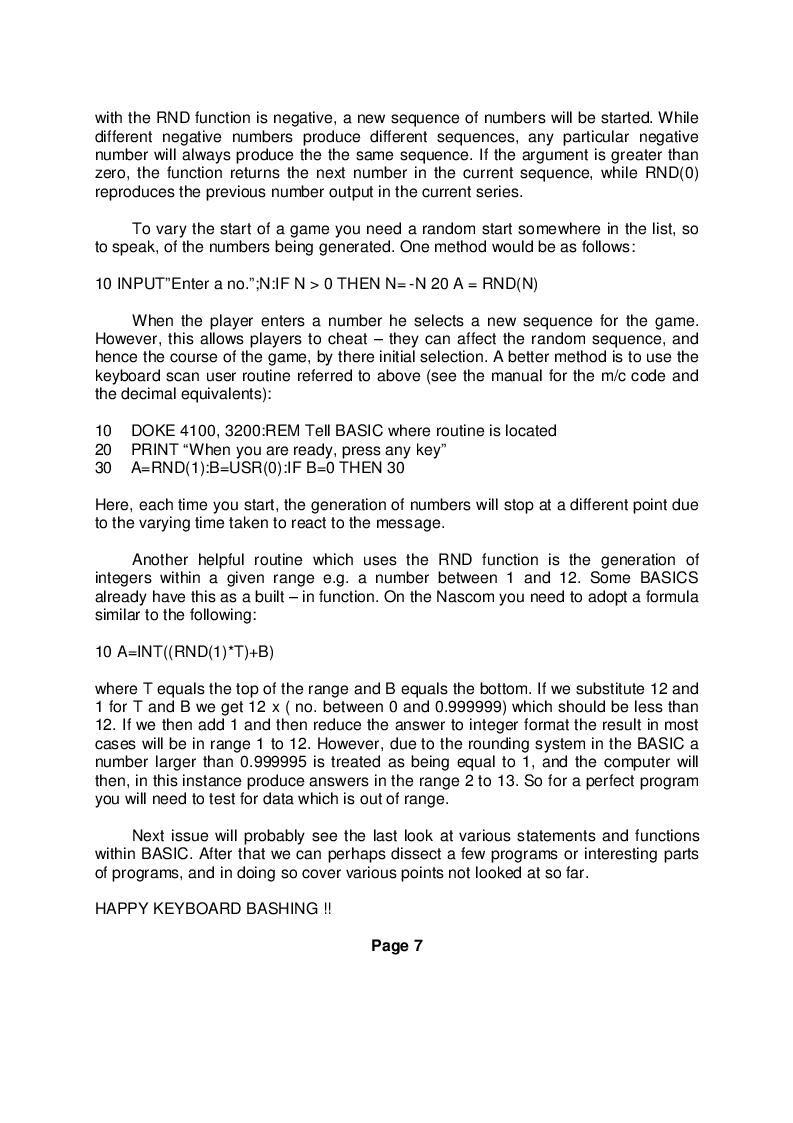 with the RND function is negative, a new sequence of numbers will be started. While
different negative numbers produce different sequences, any particular negative
number will always produce the the same sequence. If the argument is greater than
zero, the function returns the next number in the current sequence, while RND(0)
reproduces the previous number output in the current series.
To vary the start of a game you need a random start somewhere in the list, so
to speak, of the numbers being generated. One method would be as follows:
10 INPUT”Enter a no.”;N:IF N > 0 THEN N= -N 20 A = RND(N)
When the player enters a number he selects a new sequence for the game.
However, this allows players to cheat – they can affect the random sequence, and
hence the course of the game, by there initial selection. A better method is to use the
keyboard scan user routine referred to above (see the manual for the m/c code and
the decimal equivalents):
10 DOKE 4100, 3200:REM Tell BASIC where routine is located
20 PRINT “When you are ready, press any key”
30 A=RND(1):B=USR(0):IF B=0 THEN 30
Here, each time you start, the generation of numbers will stop at a different point due
to the varying time taken to react to the message.
Another helpful routine which uses the RND function is the generation of
integers within a given range e.g. a number between 1 and 12. Some BASICS
already have this as a built – in function. On the Nascom you need to adopt a formula
similar to the following:
10 A=INT((RND(1)*T)+B)
where T equals the top of the range and B equals the bottom. If we substitute 12 and
1 for T and B we get 12 x ( no. between 0 and 0.999999) which should be less than
12. If we then add 1 and then reduce the answer to integer format the result in most
cases will be in range 1 to 12. However, due to the rounding system in the BASIC a
number larger than 0.999995 is treated as being equal to 1, and the computer will
then, in this instance produce answers in the range 2 to 13. So for a perfect program
you will need to test for data which is out of range.
Next issue will probably see the last look at various statements and functions
within BASIC. After that we can perhaps dissect a few programs or interesting parts
of programs, and in doing so cover various points not looked at so far.
HAPPY KEYBOARD BASHING !!
Page 7